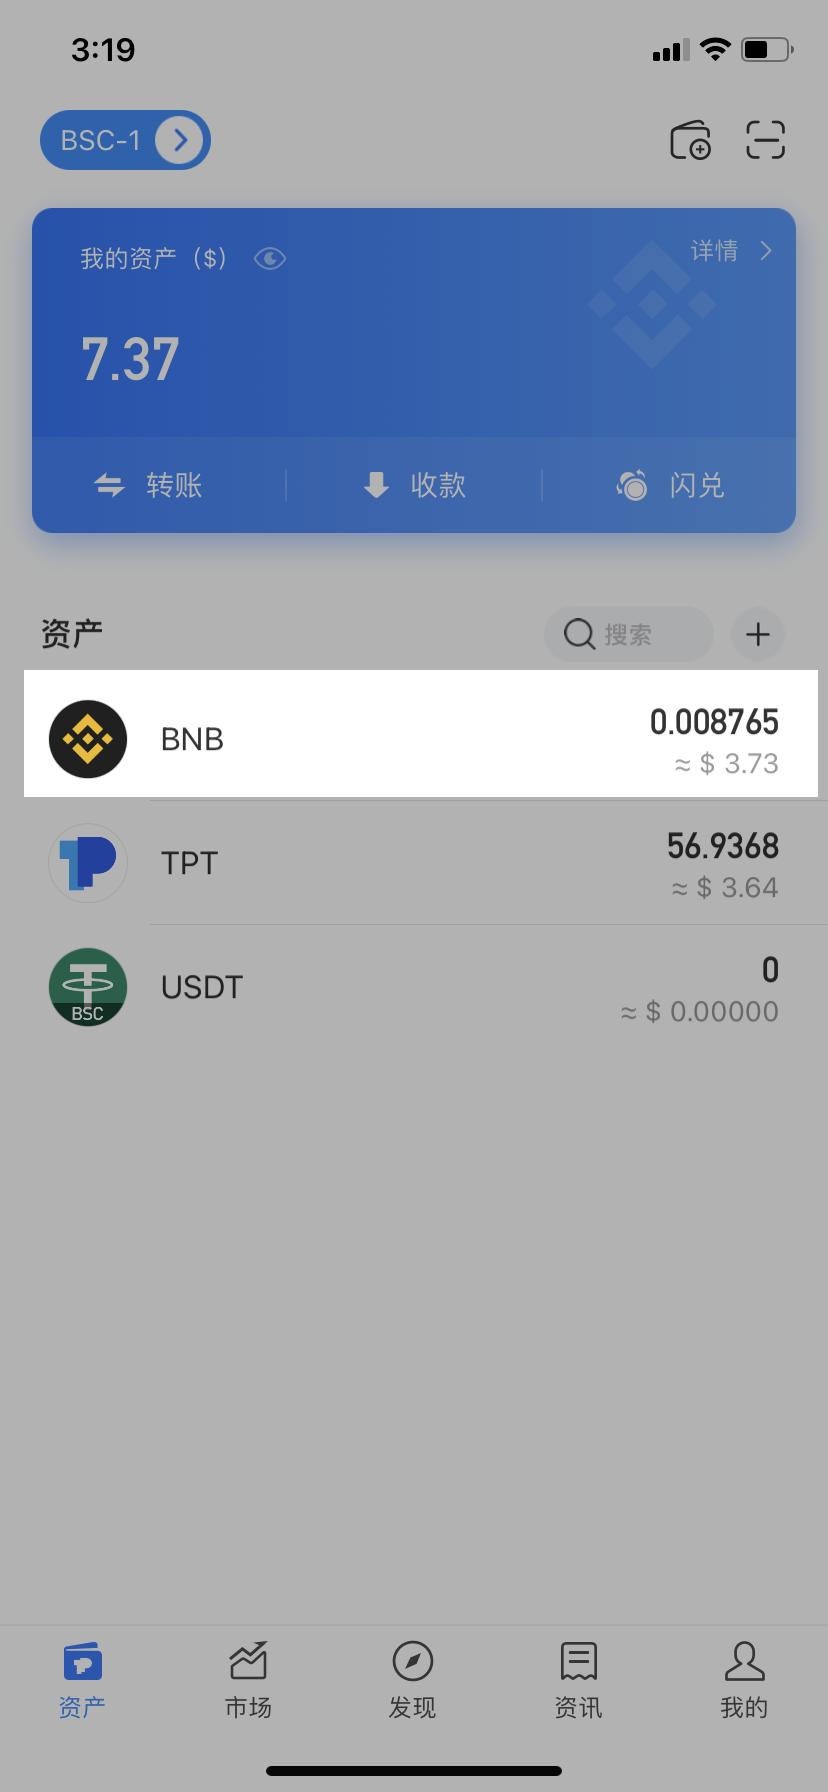 3:19
BSC-1
我的资产（$）
详情
7.37
转账 收款 闪兑
资产
搜索
BNB
0.008765
≈ $ 3.73
TPT
56.9368
≈ $ 3.64
BSC
USDT
0
≈ $ 0.00000
资产 市场 发现 资讯 我的